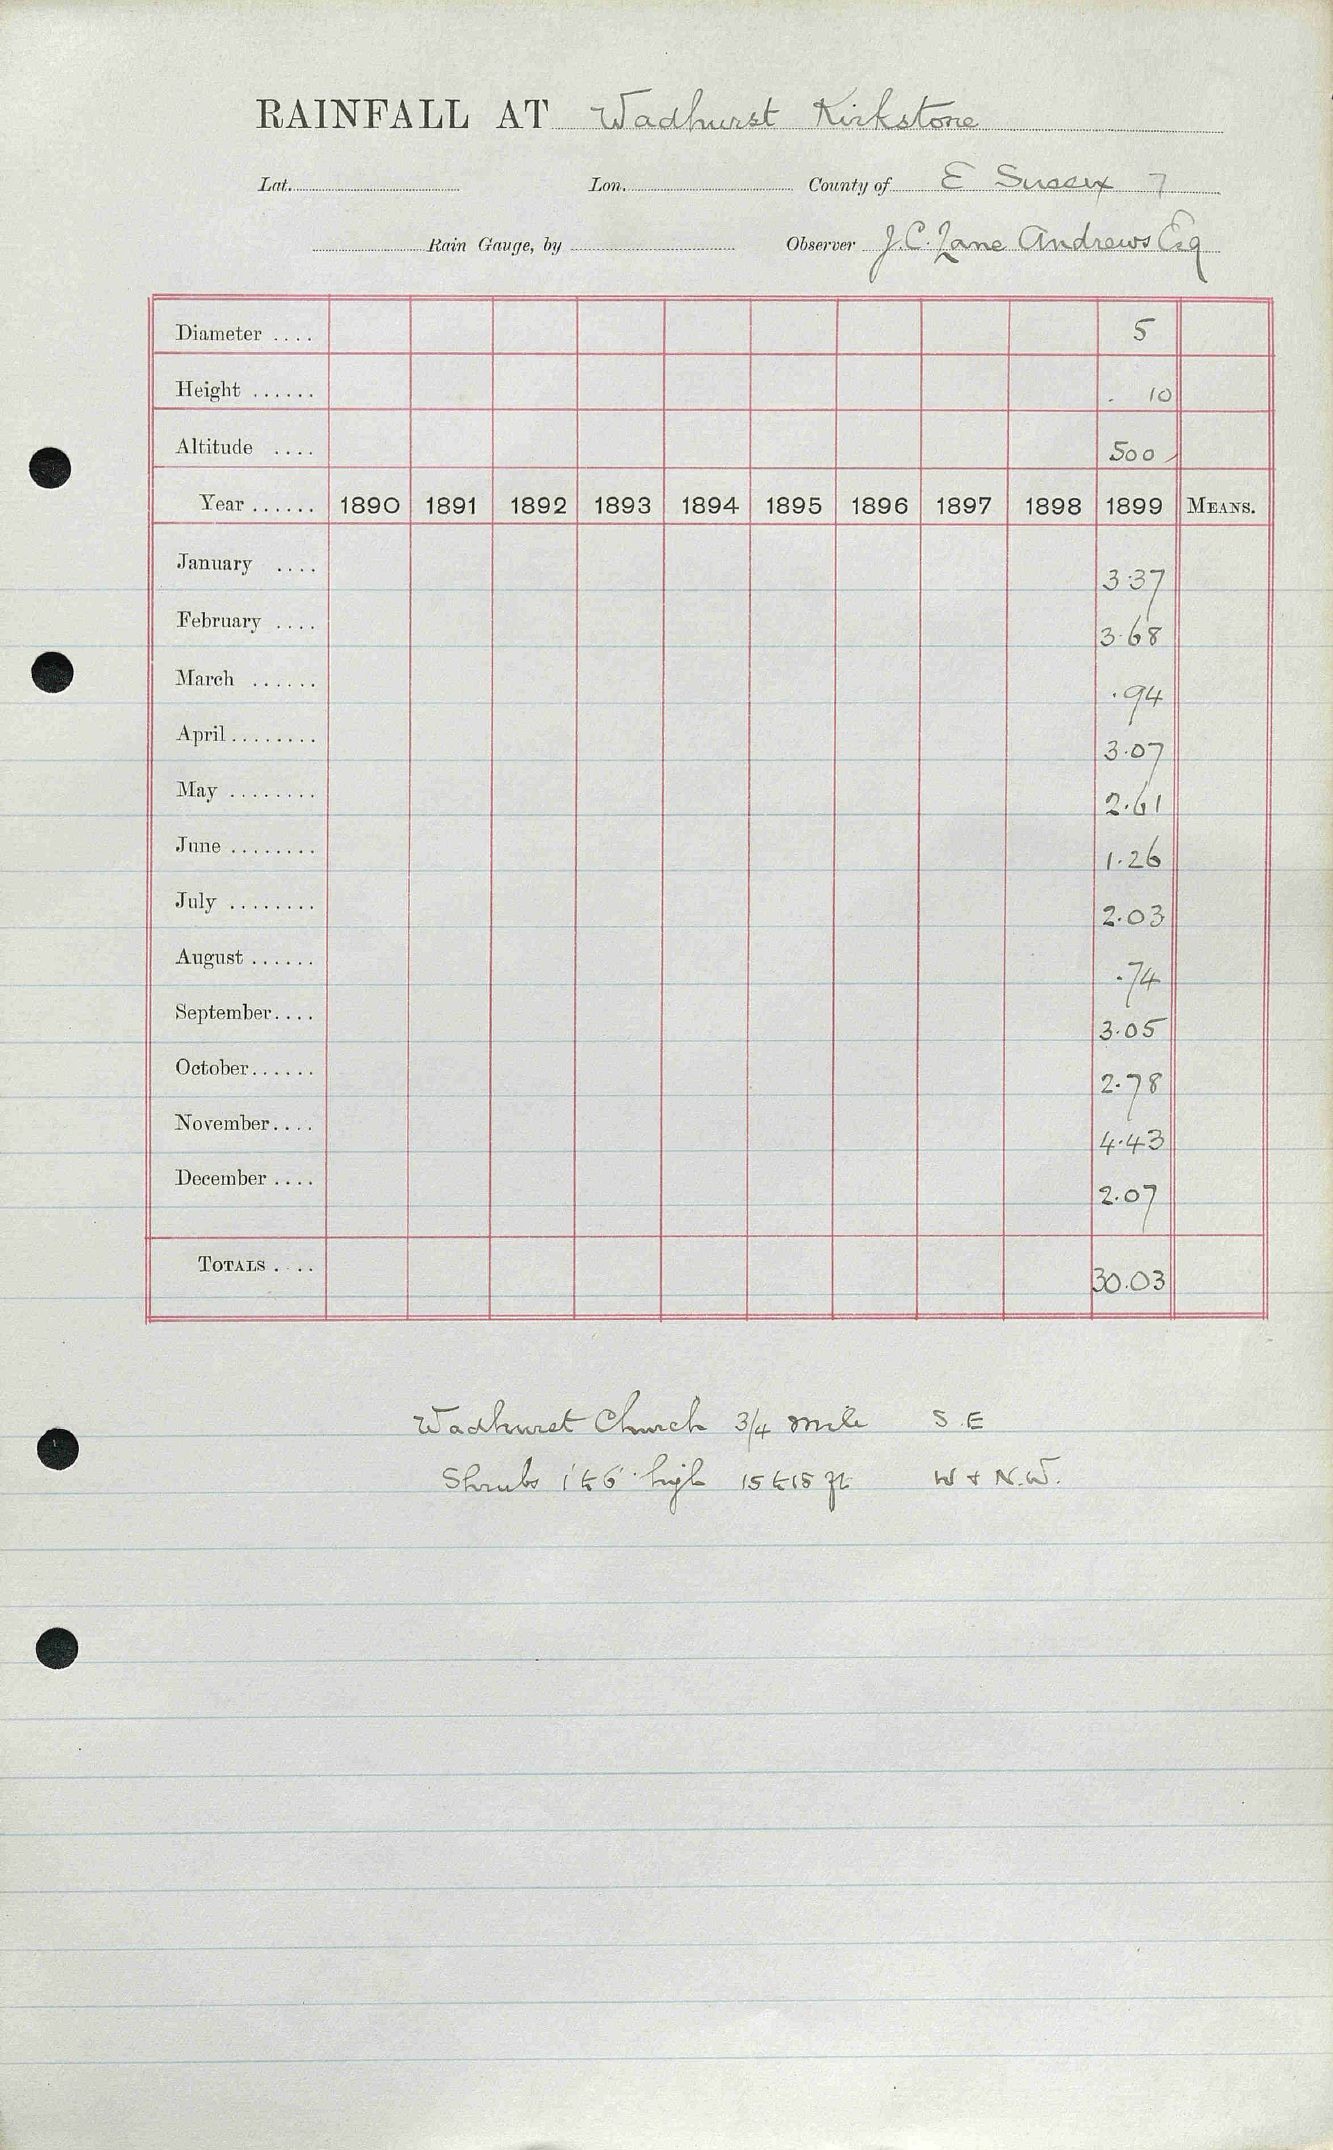 RAINFALL AT Wadhurst Kirkstone
Lat. Lon. County of E Sussex 7
Rain Gauge, by Observer J.C. Lane Andrews Esq
Diameter .... 5
Height ...... . 10
Altitude .... 500
Year ...... 1890 1891 1892 1893 1894 1895 1896 1897 1898 1899 MEANS.
January .... 3.37
February .... 3.68
March ...... .94
April ........ 3.07
May ........ 2.61
June ........ 1.26
July ........ 2.03
August ...... .74
September.... 3.05
October...... 2.78
November.... 4.43
December .... 2.07
TOTALS .... 30.03
Wadhurst Church 3/4 mile S.E
Shrubs 1' to 6' high 15 to 18 ft W & N.W.